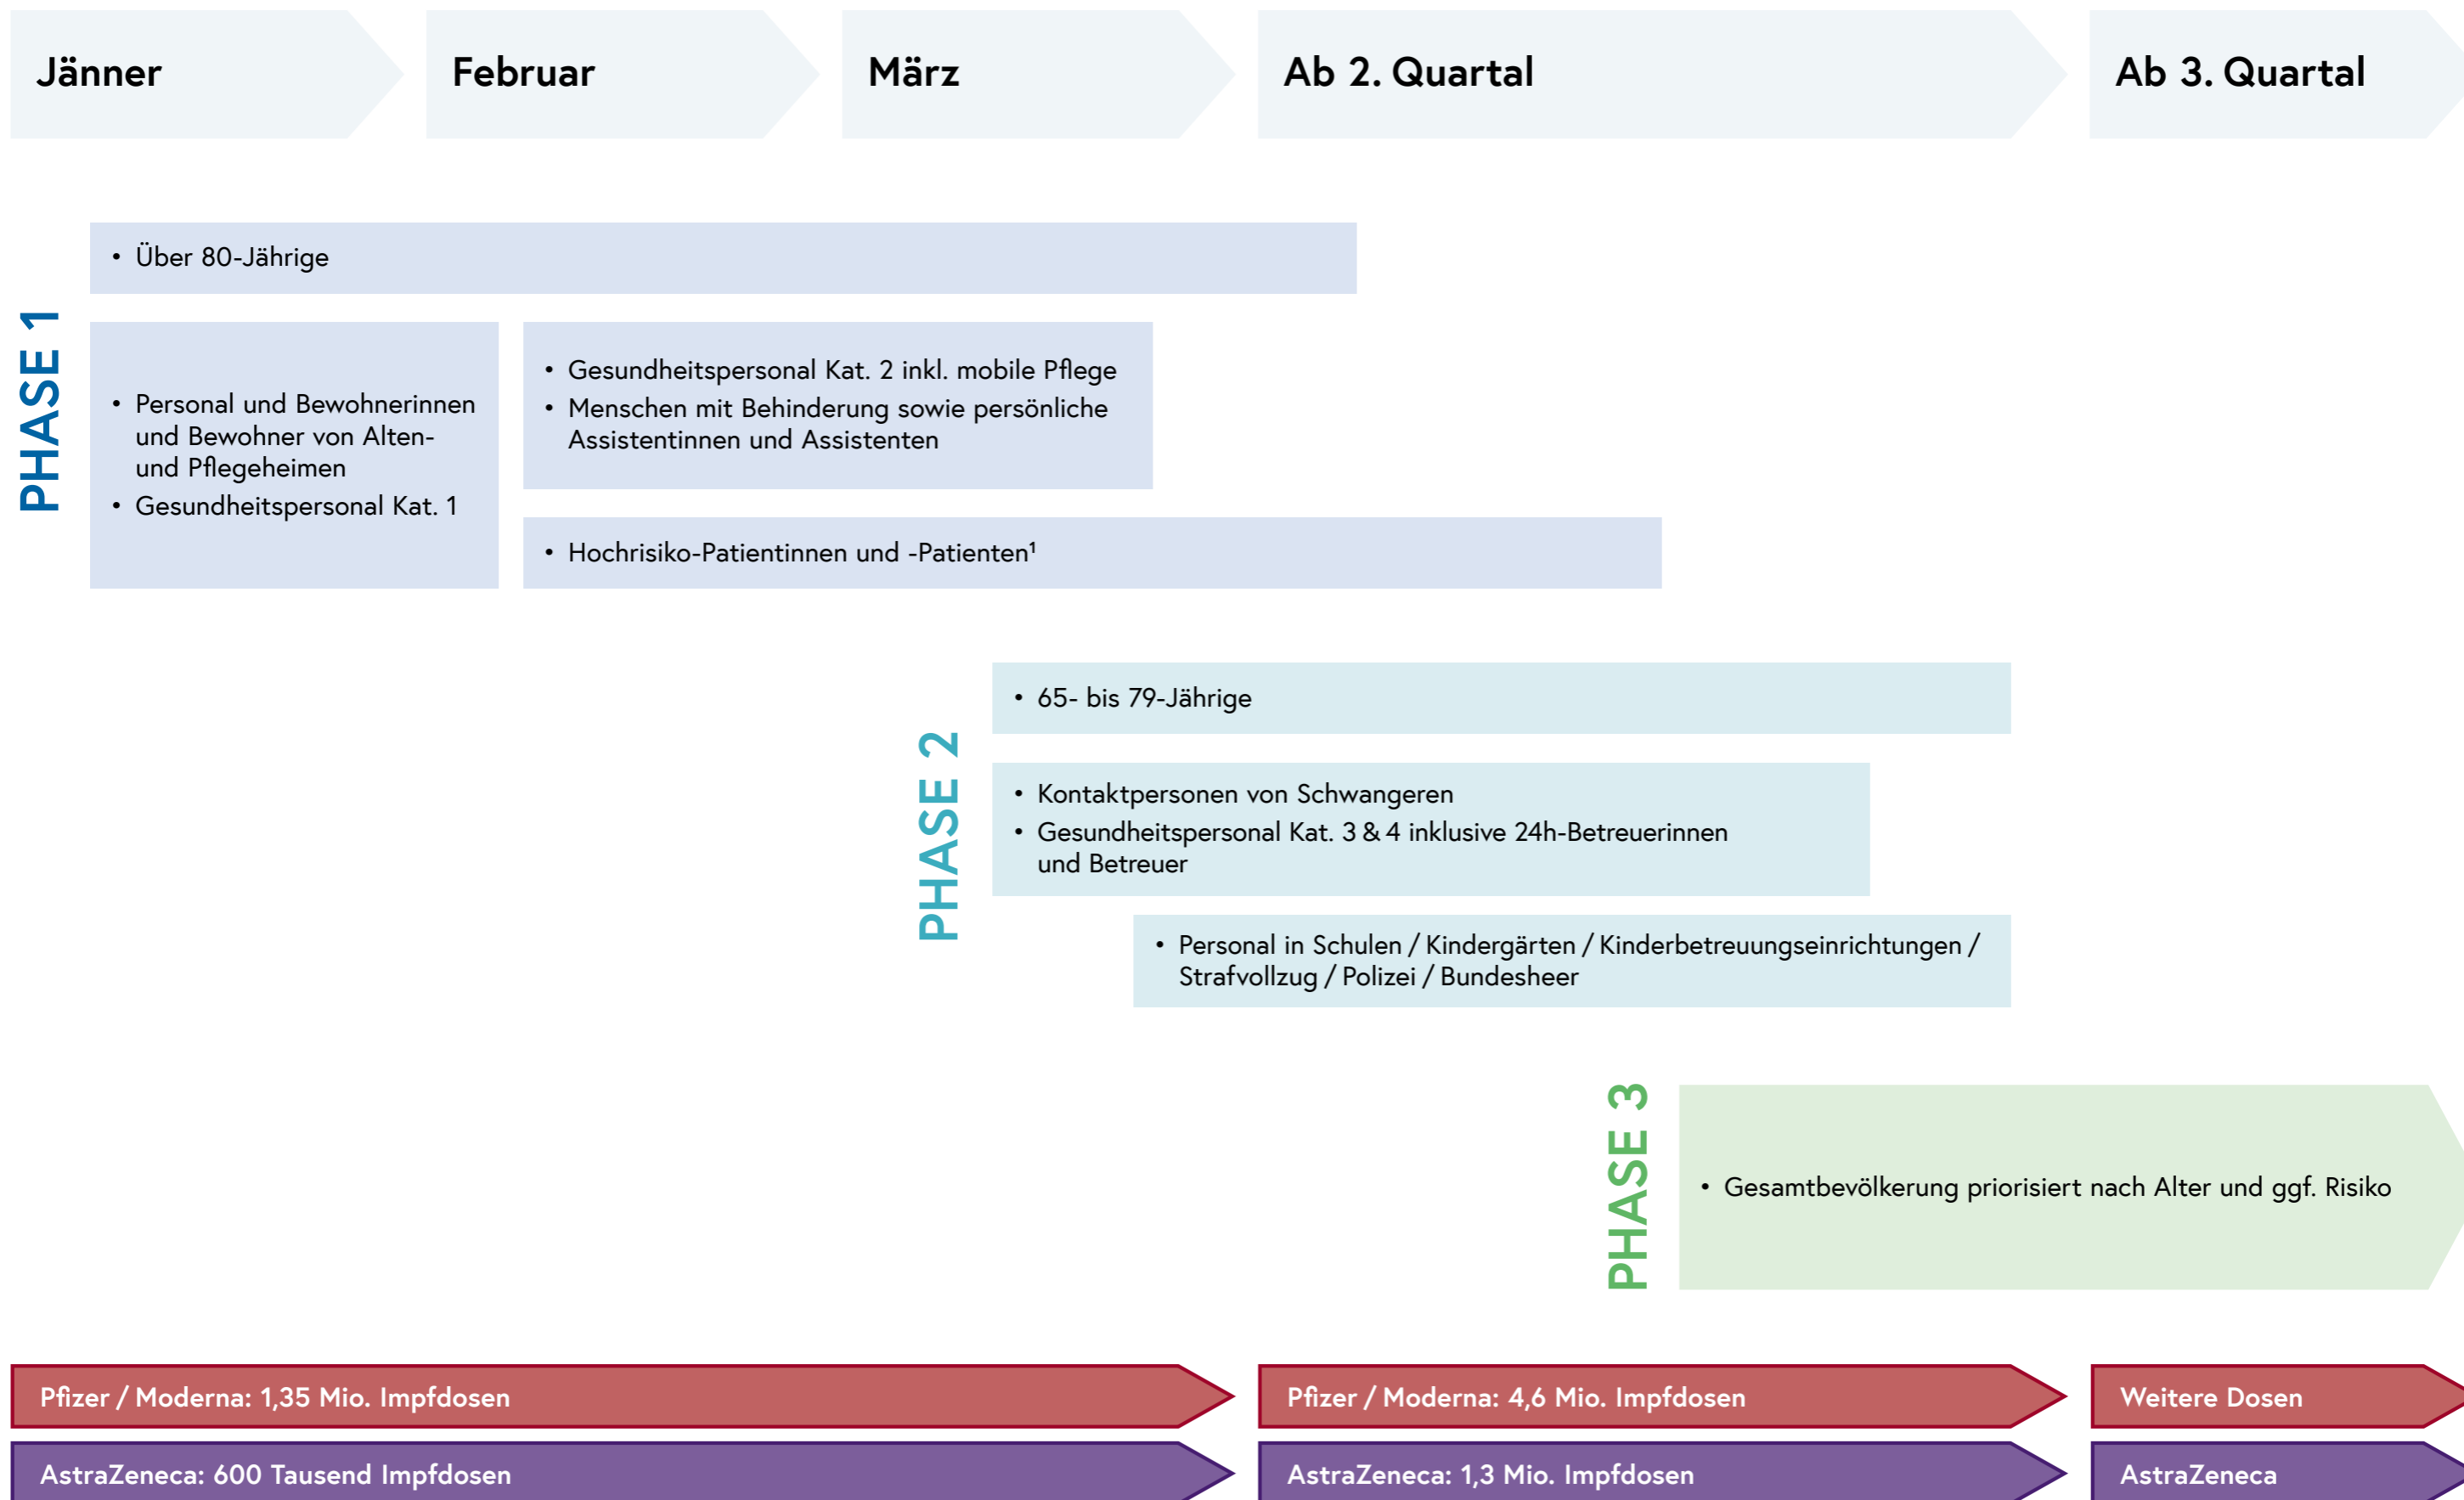 Jänner
Februar
März
Ab 2. Quartal
Ab 3. Quartal
PHASE 1
• Über 80-Jährige
• Personal und Bewohnerinnen
und Bewohner von Alten-
und Pflegeheimen
• Gesundheitspersonal Kat. 1
• Gesundheitspersonal Kat. 2 inkl. mobile Pflege
• Menschen mit Behinderung sowie persönliche
Assistentinnen und Assistenten
• Hochrisiko-Patientinnen und -Patienten¹
PHASE 2
• 65- bis 79-Jährige
• Kontaktpersonen von Schwangeren
• Gesundheitspersonal Kat. 3 & 4 inklusive 24h-Betreuerinnen
und Betreuer
• Personal in Schulen / Kindergärten / Kinderbetreuungseinrichtungen /
Strafvollzug / Polizei / Bundesheer
PHASE 3
• Gesamtbevölkerung priorisiert nach Alter und ggf. Risiko
Pfizer / Moderna: 1,35 Mio. Impfdosen
Pfizer / Moderna: 4,6 Mio. Impfdosen
Weitere Dosen
AstraZeneca: 600 Tausend Impfdosen
AstraZeneca: 1,3 Mio. Impfdosen
AstraZeneca